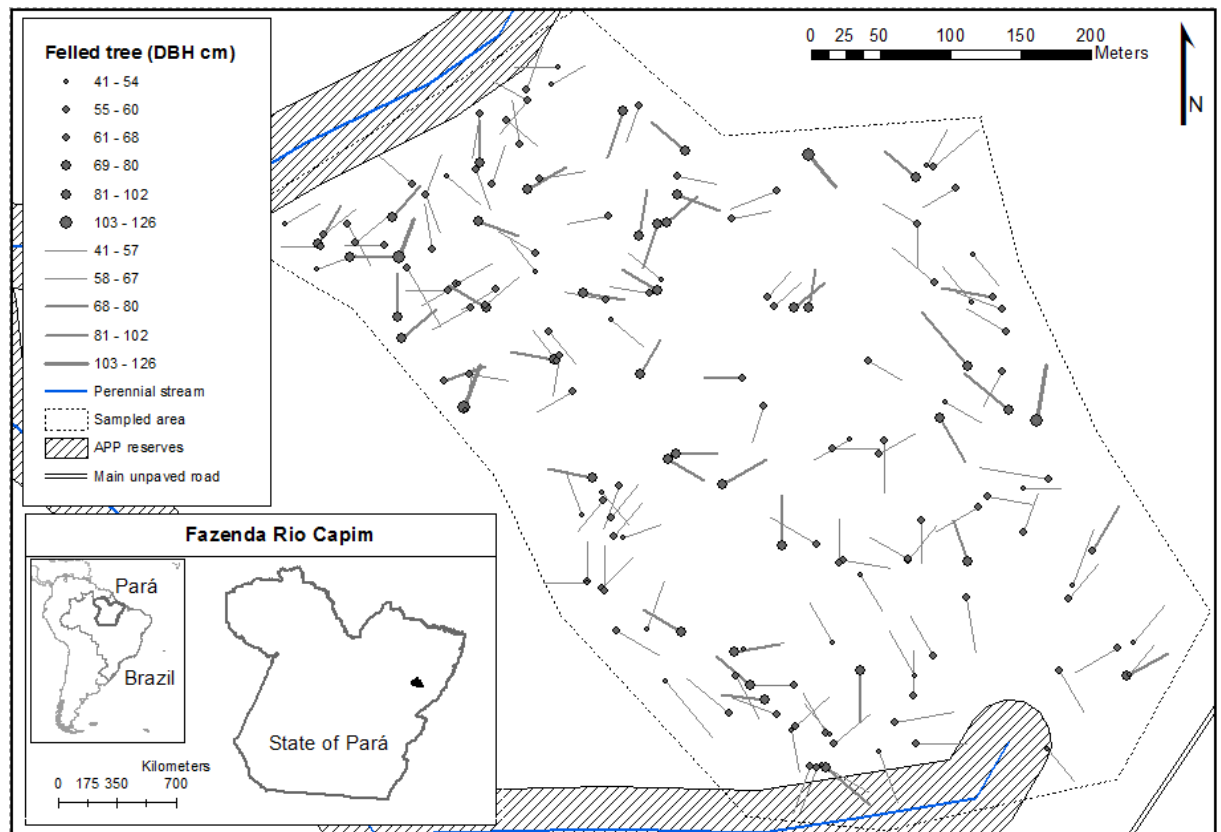 Felled tree (DBH cm)
41 - 54
55 - 60
61 - 68
69 - 80
81 - 102
103 - 126
41 - 57
58 - 67
68 - 80
81 - 102
103 - 126
Perennial stream
Sampled area
APP reserves
Main unpaved road
0 25 50 100 150 200
Meters
N
Fazenda Rio Capim
Pará
Brazil
State of Pará
Kilometers
0 175 350 700